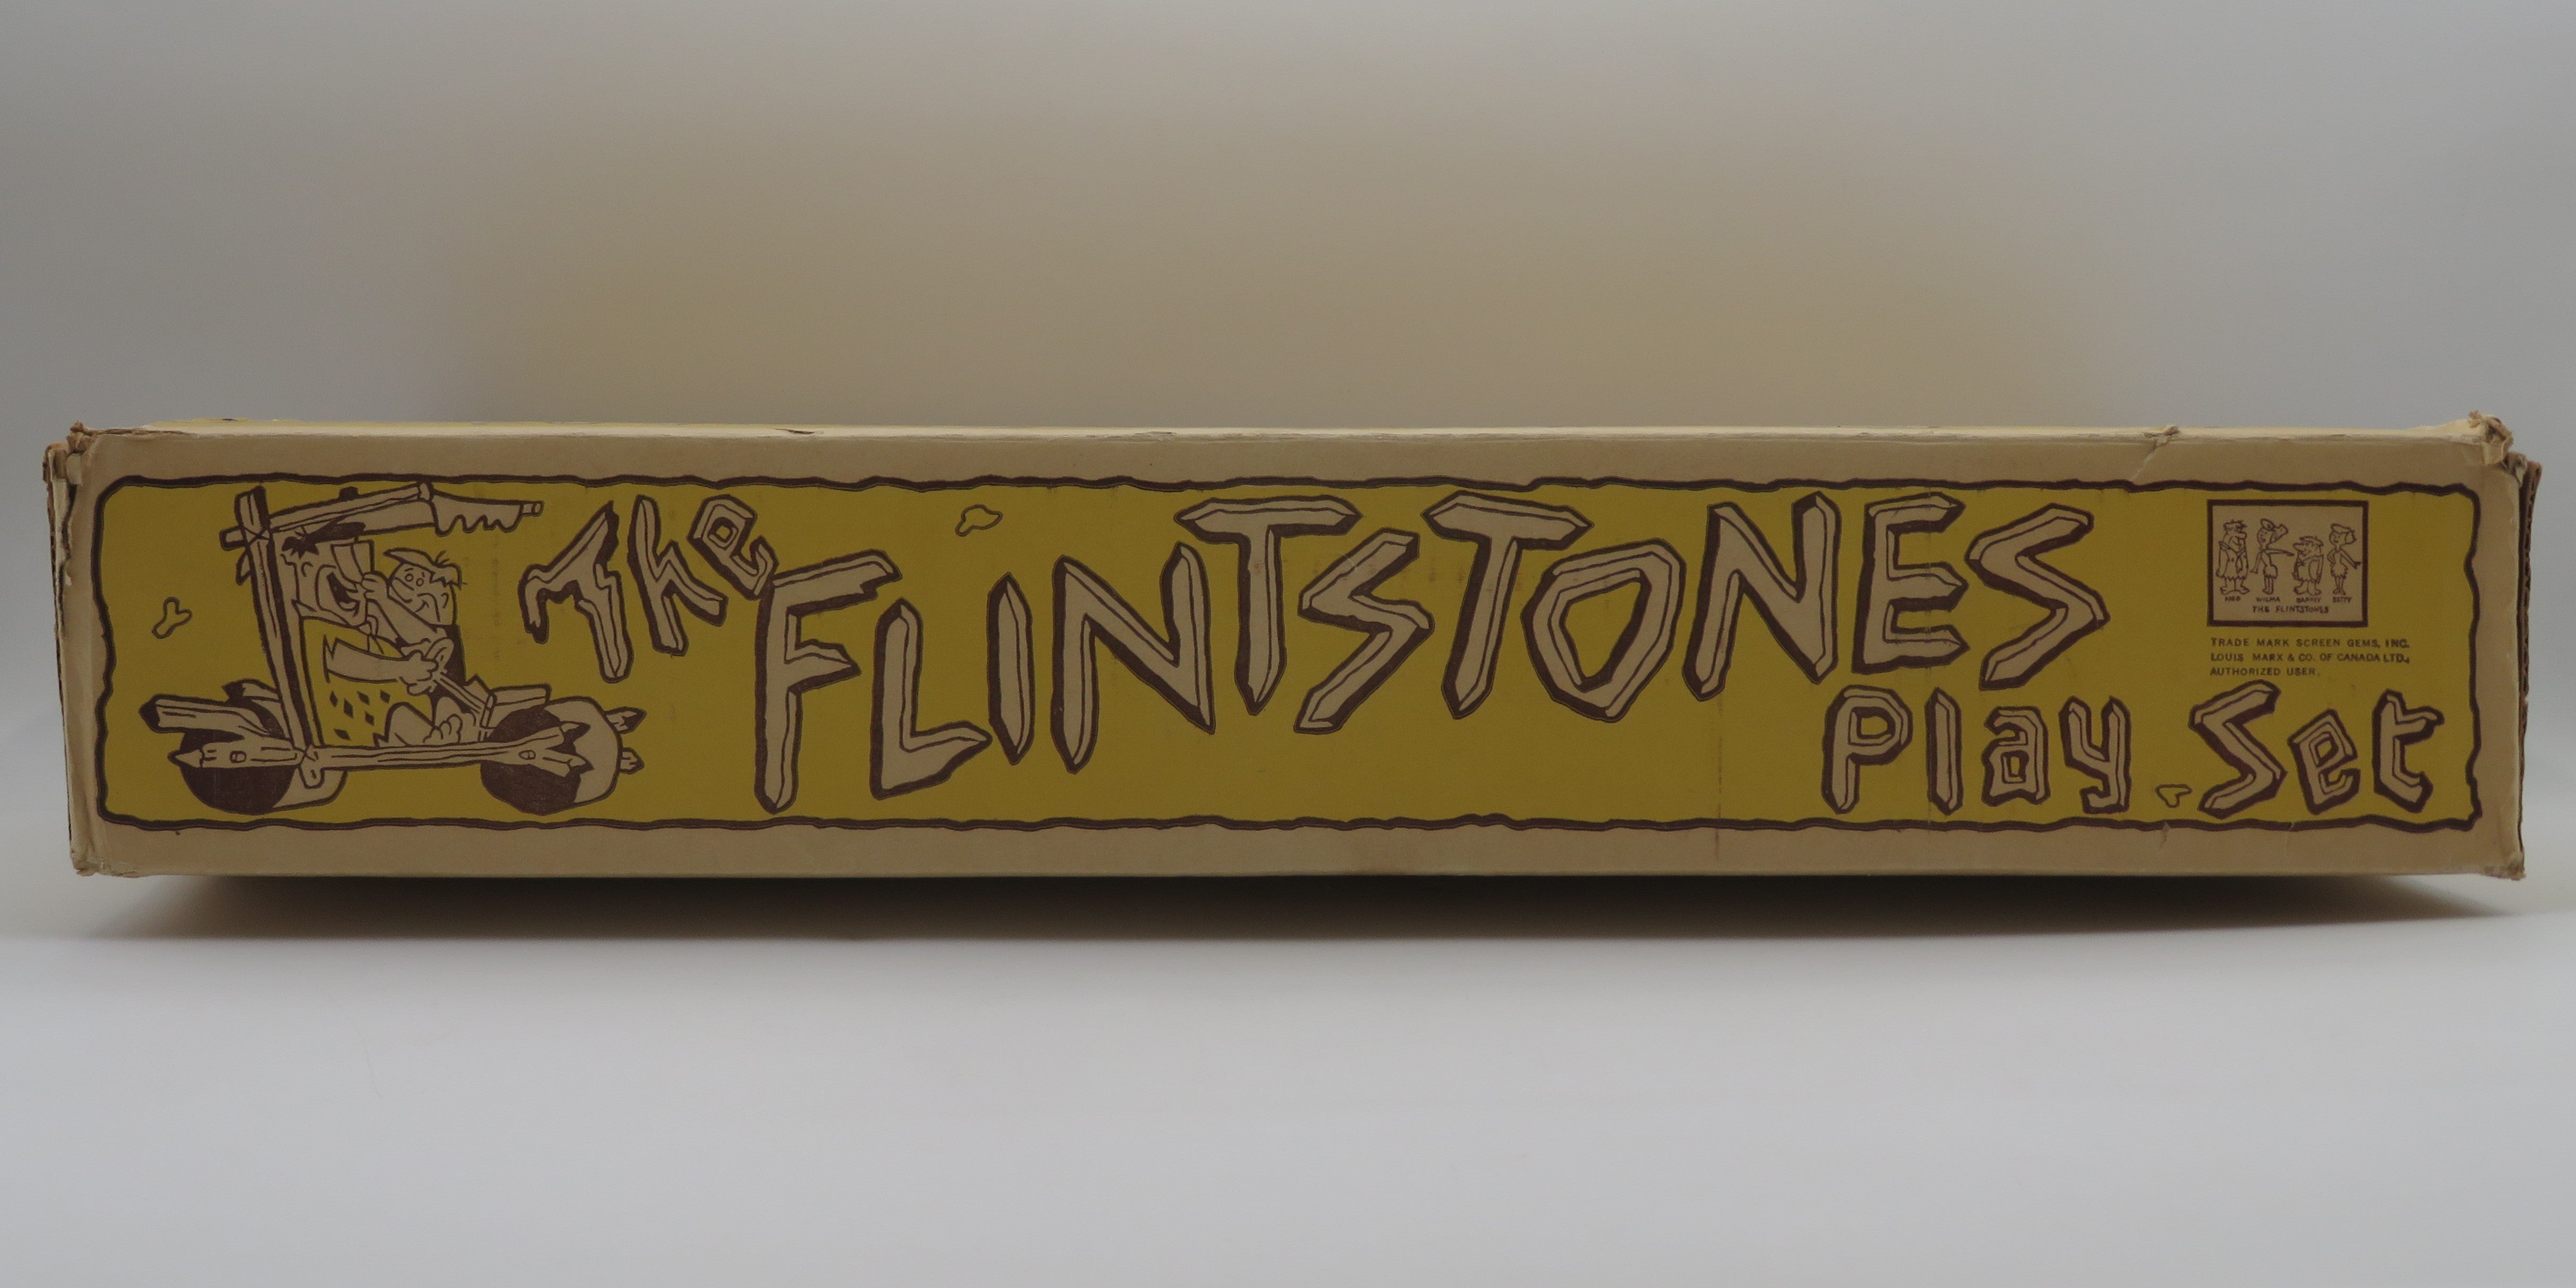 The FLINTSTONES
Play Set
FRED WILMA BARNEY BETTY
THE FLINTSTONES
TRADE MARK SCREEN GEMS, INC.
LOUIS MARX & CO. OF CANADA LTD.,
AUTHORIZED USER.